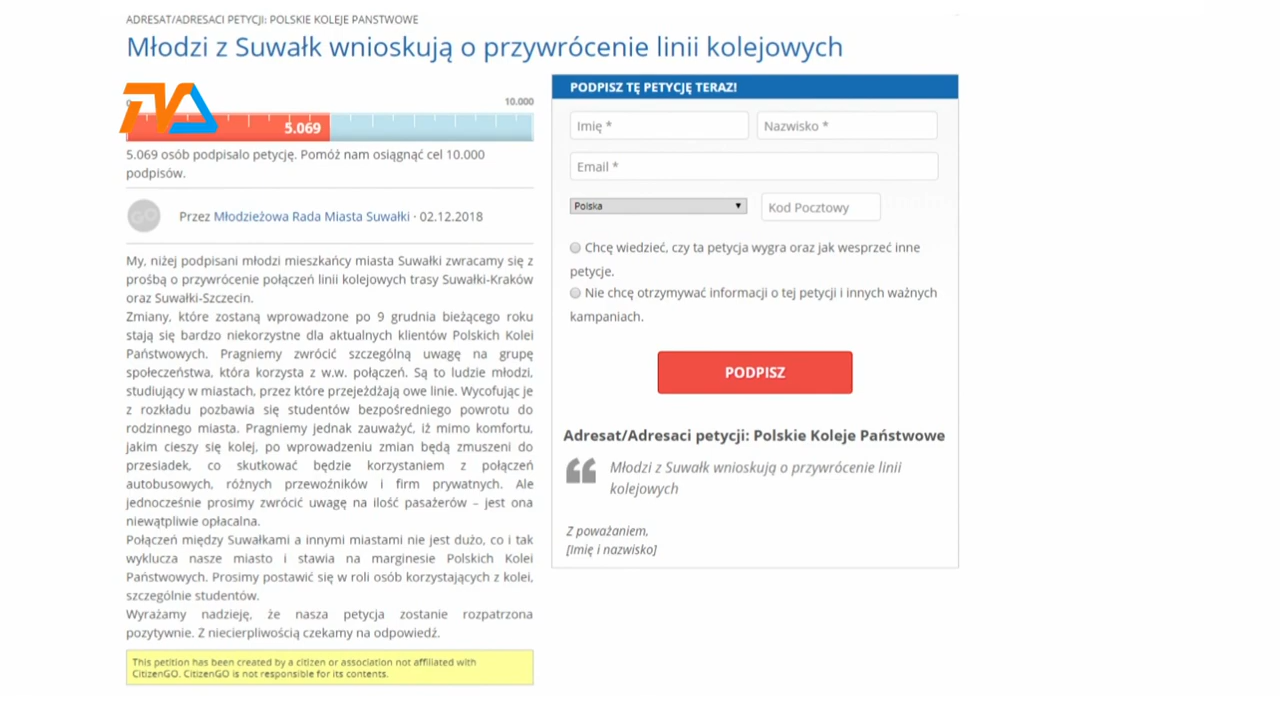 ADRESAT/ADRESACI PETYCJI: POLSKIE KOLEJE PAŃSTWOWE
Młodzi z Suwałk wnioskują o przywrócenie linii kolejowych
0
10.000
5.069
5.069 osób podpisalo petycję. Pomóż nam osiągnąć cel 10.000
podpisów.
GO
Przez Młodzieżowa Rada Miasta Suwałki · 02.12.2018
My, niżej podpisani młodzi mieszkańcy miasta Suwałki zwracamy się z
prośbą o przywrócenie połączeń linii kolejowych trasy Suwałki-Kraków
oraz Suwałki-Szczecin.
Zmiany, które zostaną wprowadzone po 9 grudnia bieżącego roku
stają się bardzo niekorzystne dla aktualnych klientów Polskich Kolei
Państwowych. Pragniemy zwrócić szczególną uwagę na grupę
społeczeństwa, która korzysta z w.w. połączeń. Są to ludzie młodzi,
studiujący w miastach, przez które przejeżdżają owe linie. Wycofując je
z rozkładu pozbawia się studentów bezpośredniego powrotu do
rodzinnego miasta. Pragniemy jednak zauważyć, iż mimo komfortu,
jakim cieszy się kolej, po wprowadzeniu zmian będą zmuszeni do
przesiadek, co skutkować będzie korzystaniem z połączeń
autobusowych, różnych przewoźników i firm prywatnych. Ale
jednocześnie prosimy zwrócić uwagę na ilość pasażerów – jest ona
niewątpliwie opłacalna.
Połączeń między Suwałkami a innymi miastami nie jest dużo, co i tak
wyklucza nasze miasto i stawia na marginesie Polskich Kolei
Państwowych. Prosimy postawić się w roli osób korzystających z kolei,
szczególnie studentów.
Wyrażamy nadzieję, że nasza petycja zostanie rozpatrzona
pozytywnie. Z niecierpliwością czekamy na odpowiedź.
This petition has been created by a citizen or association not affiliated with
CitizenGO. CitizenGO is not responsible for its contents.
PODPISZ TĘ PETYCJĘ TERAZ!
Imię *
Nazwisko *
Email *
Polska
Kod Pocztowy
Chcę wiedzieć, czy ta petycja wygra oraz jak wesprzeć inne
petycje.
Nie chcę otrzymywać informacji o tej petycji i innych ważnych
kampaniach.
PODPISZ
Adresat/Adresaci petycji: Polskie Koleje Państwowe
Młodzi z Suwałk wnioskują o przywrócenie linii
kolejowych
Z poważaniem,
[Imię i nazwisko]